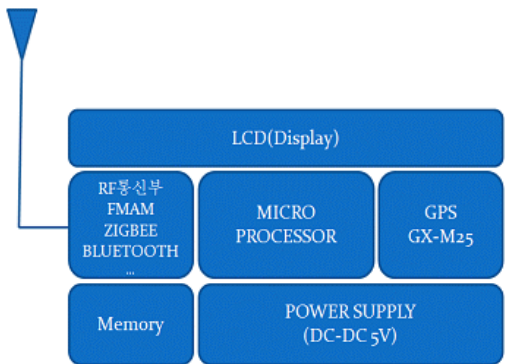 LCD(Display)
RF통신부
FMAM
ZIGBEE
BLUETOOTH
...
MICRO
PROCESSOR
GPS
GX-M25
Memory
POWER SUPPLY
(DC-DC 5V)